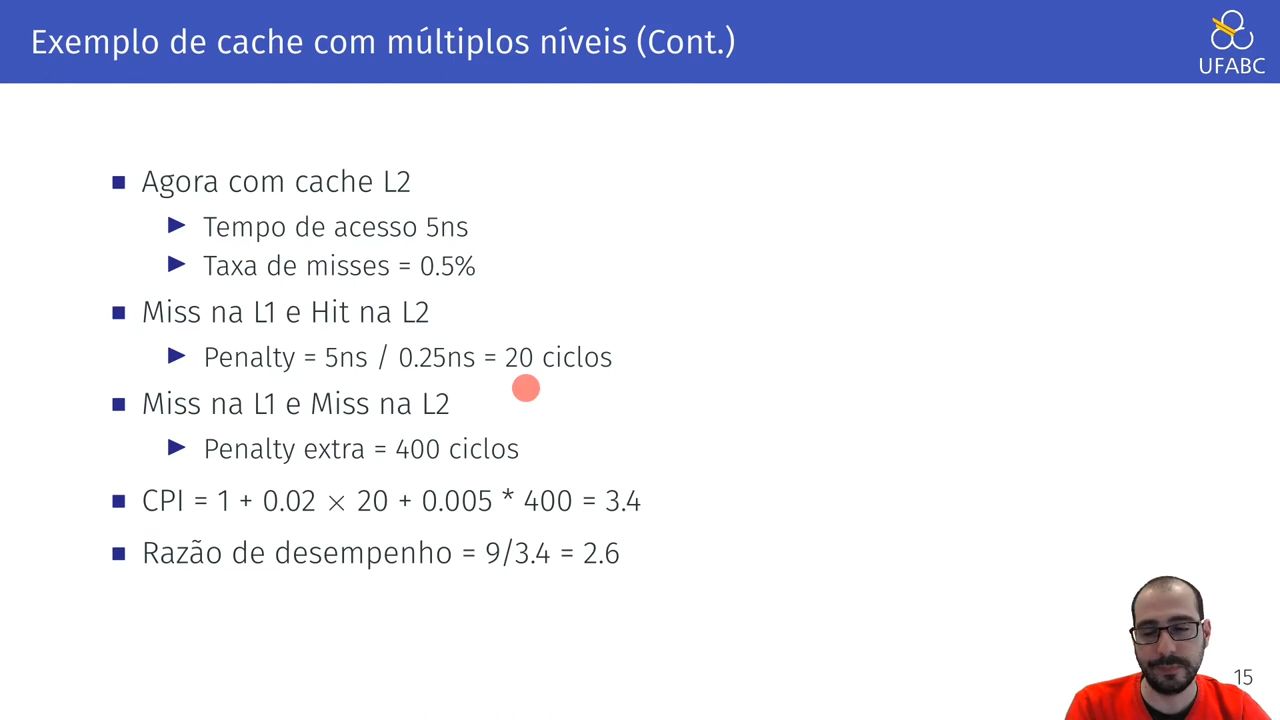 Exemplo de cache com múltiplos níveis (Cont.)
UFABC
Agora com cache L2
Tempo de acesso 5ns
Taxa de misses = 0.5%
Miss na L1 e Hit na L2
Penalty = 5ns / 0.25ns = 20 ciclos
Miss na L1 e Miss na L2
Penalty extra = 400 ciclos
CPI = 1 + 0.02 × 20 + 0.005 * 400 = 3.4
Razão de desempenho = 9/3.4 = 2.6
15